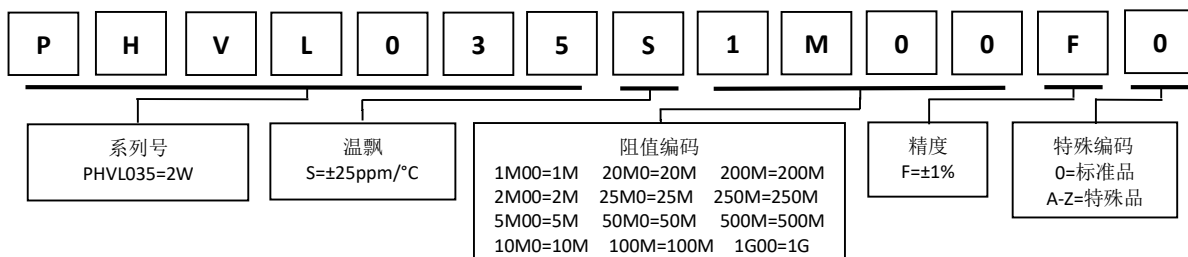 P H V L 0 3 5 S 1 M 0 0 F 0
系列号
PHVL035=2W
温飘
S=±25ppm/°C
阻值编码
1M00=1M 20M0=20M 200M=200M
2M00=2M 25M0=25M 250M=250M
5M00=5M 50M0=50M 500M=500M
10M0=10M 100M=100M 1G00=1G
精度
F=±1%
特殊编码
0=标准品
A-Z=特殊品